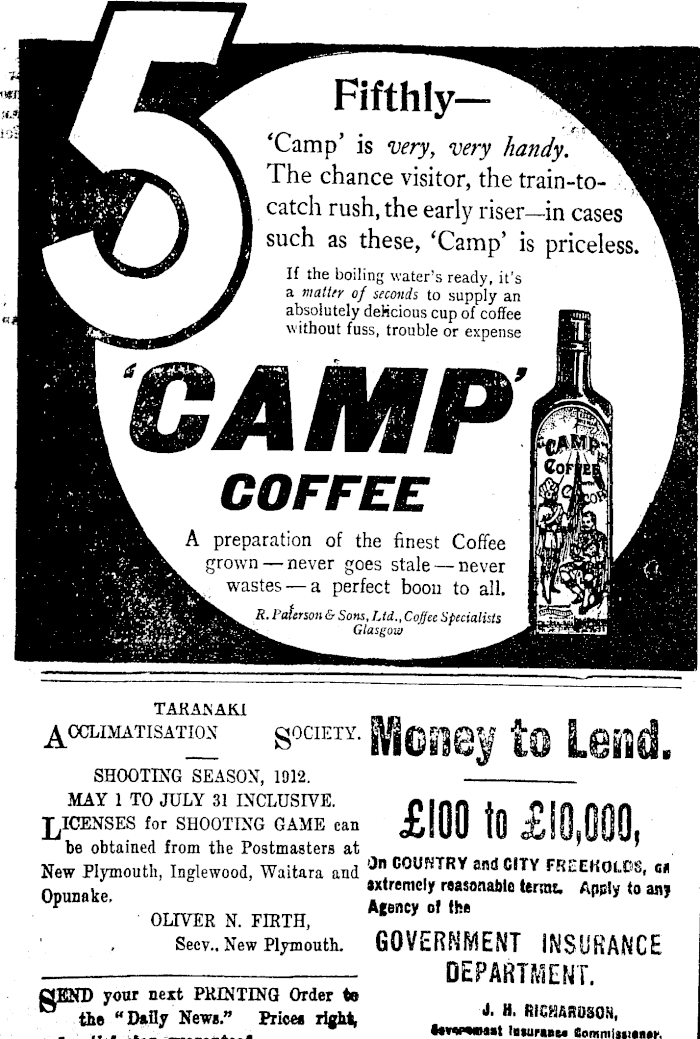 5
Fifthly—
'Camp' is very, very handy.
The chance visitor, the train-to-
catch rush, the early riser—in cases
such as these, 'Camp' is priceless.
If the boiling water's ready, it's
a matter of seconds to supply an
absolutely delicious cup of coffee
without fuss, trouble or expense
'CAMP'
COFFEE
"CAMP"
COFFEE
A preparation of the finest Coffee
grown—never goes stale—never
wastes—a perfect boon to all.
R. Paterson & Sons, Ltd., Coffee Specialists
Glasgow
TARANAKI
ACCLIMATISATION SOCIETY.
SHOOTING SEASON, 1912.
MAY 1 TO JULY 31 INCLUSIVE.
LICENSES for SHOOTING GAME can
be obtained from the Postmasters at
New Plymouth, Inglewood, Waitara and
Opunake.
OLIVER N. FIRTH,
Secy., New Plymouth.
SEND your next PRINTING Order to
the "Daily News." Prices right,
Money to Lend.
£100 to £10,000,
On COUNTRY and CITY FREEHOLDS, on
extremely reasonable terms. Apply to any
Agency of the
GOVERNMENT INSURANCE
DEPARTMENT.
J. H. RICHARDSON,
Government Insurance Commissioner.